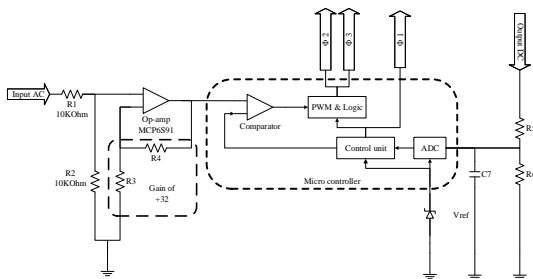 Φ 2
Φ 3
Φ 1
Output DC
Input AC
R1
10KOhm
Op-amp
MCP6S91
Comparator
PWM & Logic
R4
Control unit
ADC
R2
10KOhm
R3
Gain of
+32
Micro controller
Vref
C7